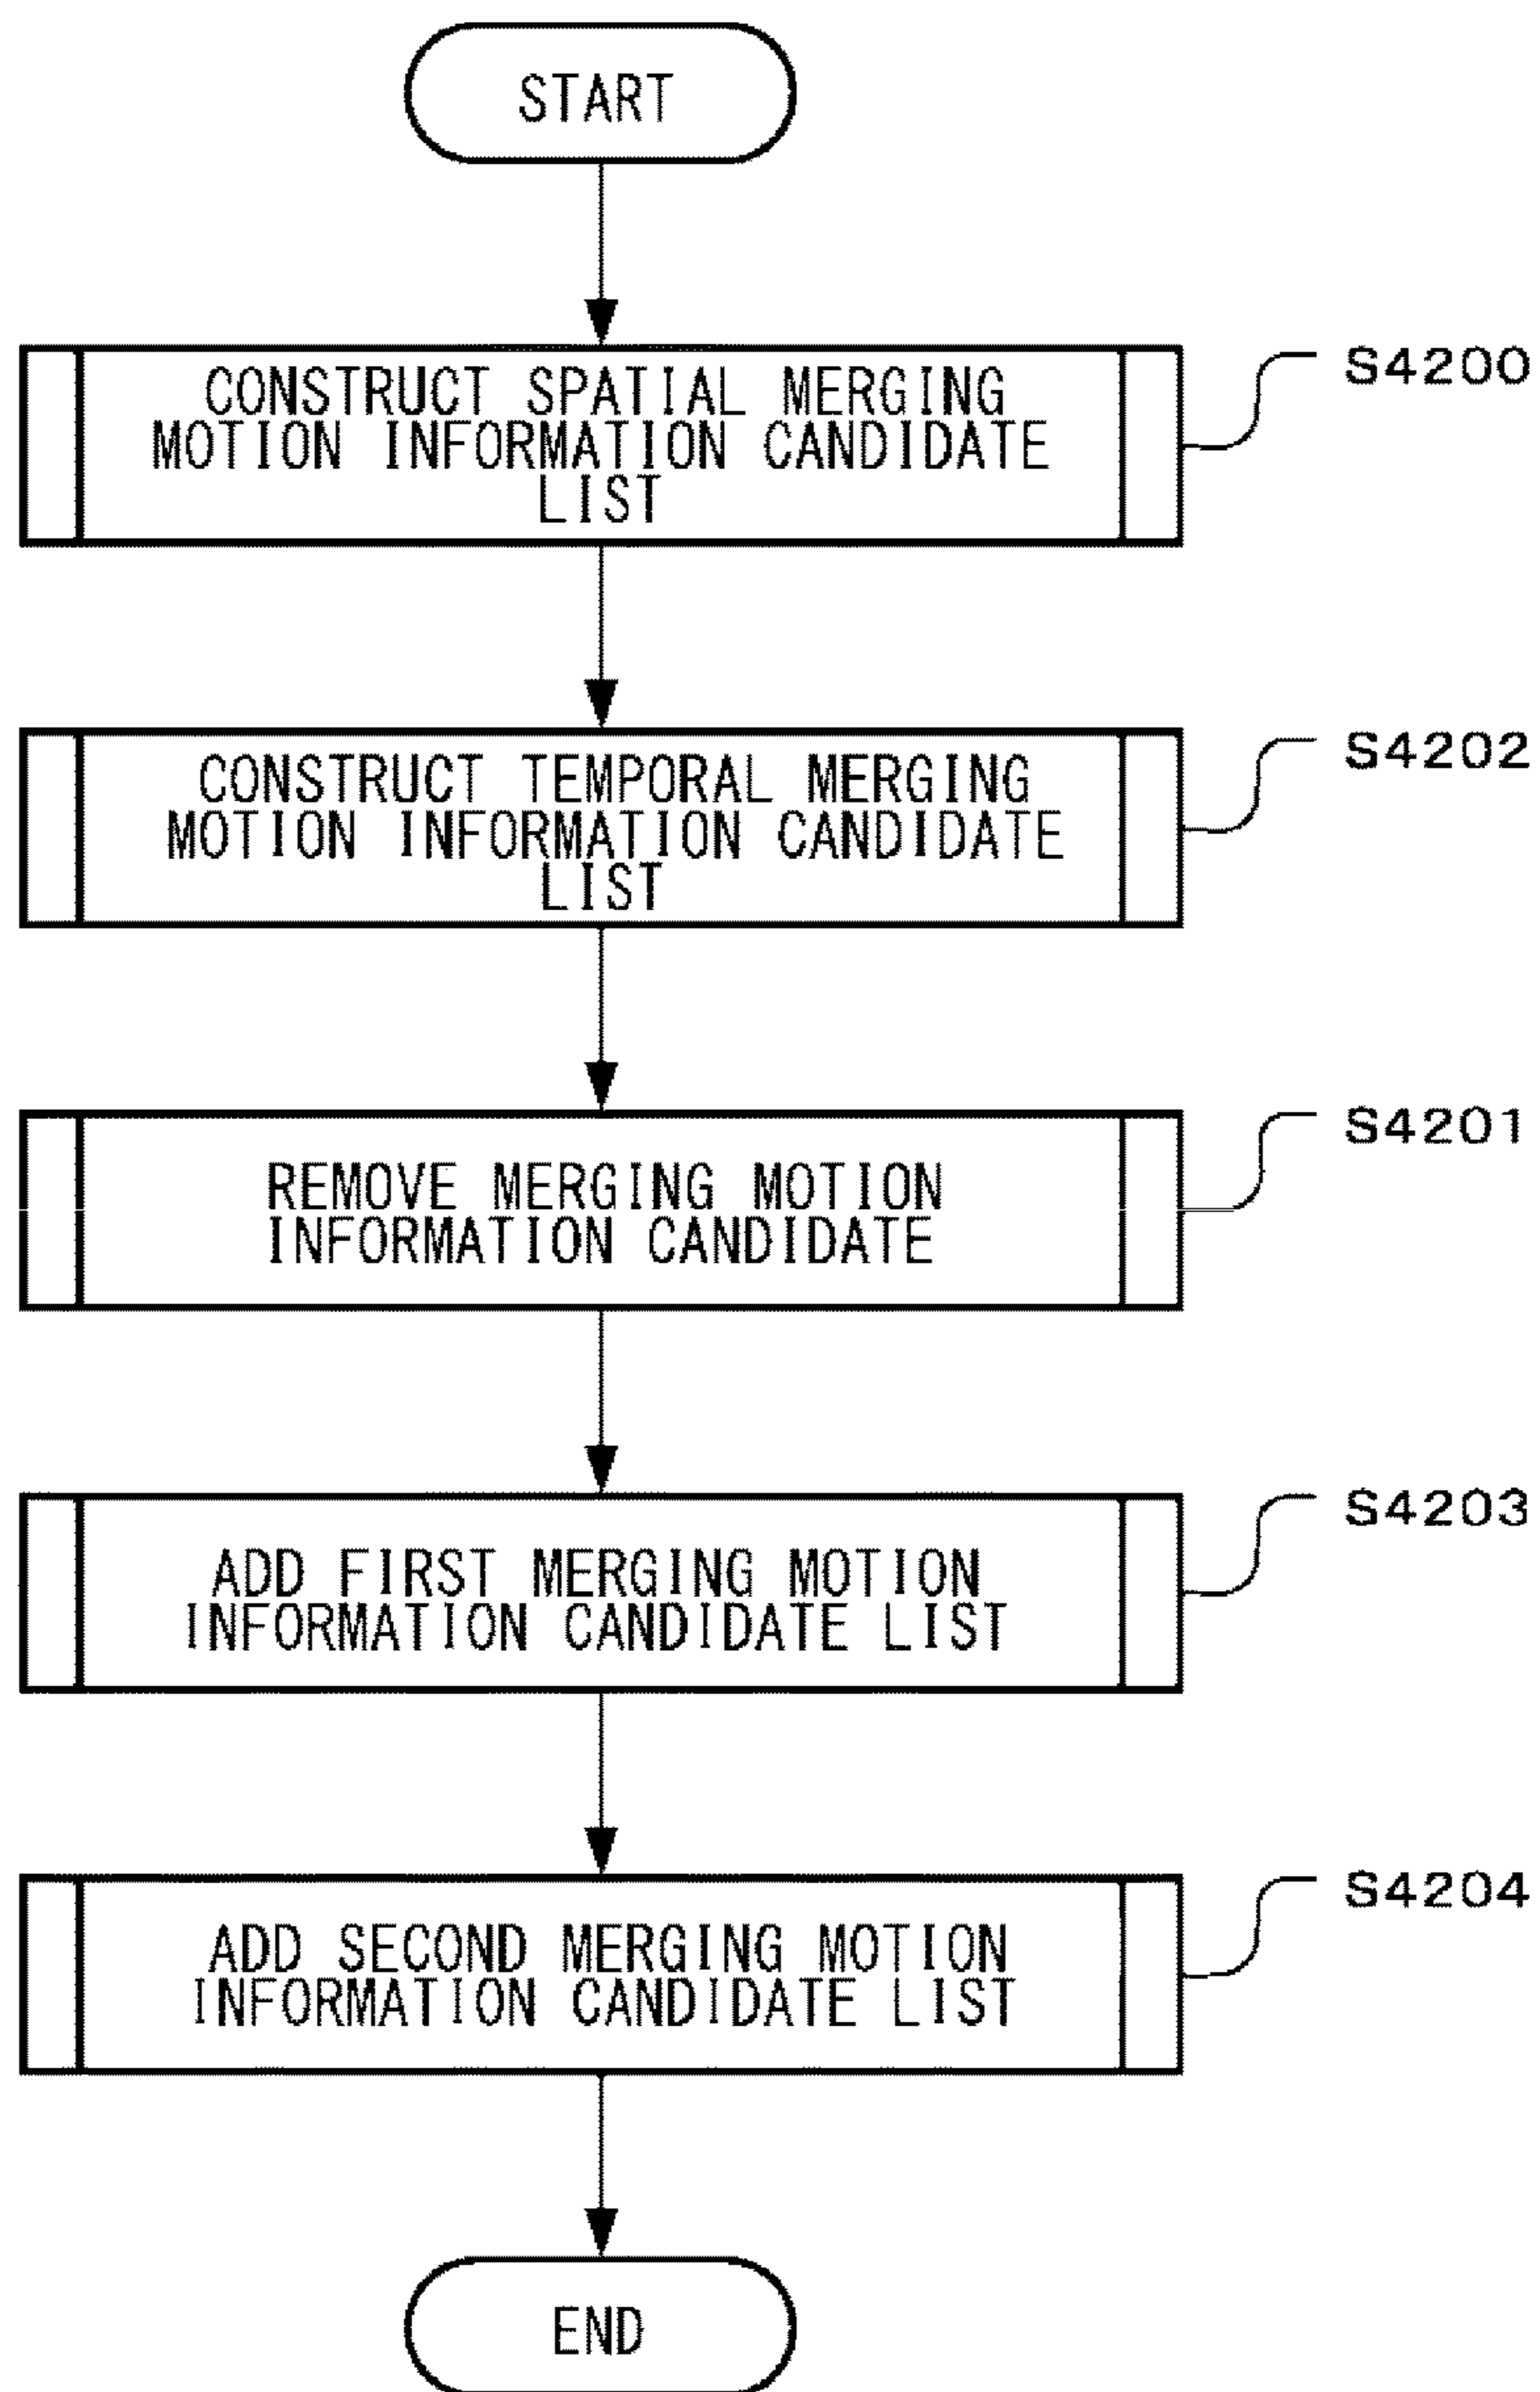 START
CONSTRUCT SPATIAL MERGING
MOTION INFORMATION CANDIDATE
LIST
S4200
CONSTRUCT TEMPORAL MERGING
MOTION INFORMATION CANDIDATE
LIST
S4202
REMOVE MERGING MOTION
INFORMATION CANDIDATE
S4201
ADD FIRST MERGING MOTION
INFORMATION CANDIDATE LIST
S4203
ADD SECOND MERGING MOTION
INFORMATION CANDIDATE LIST
S4204
END